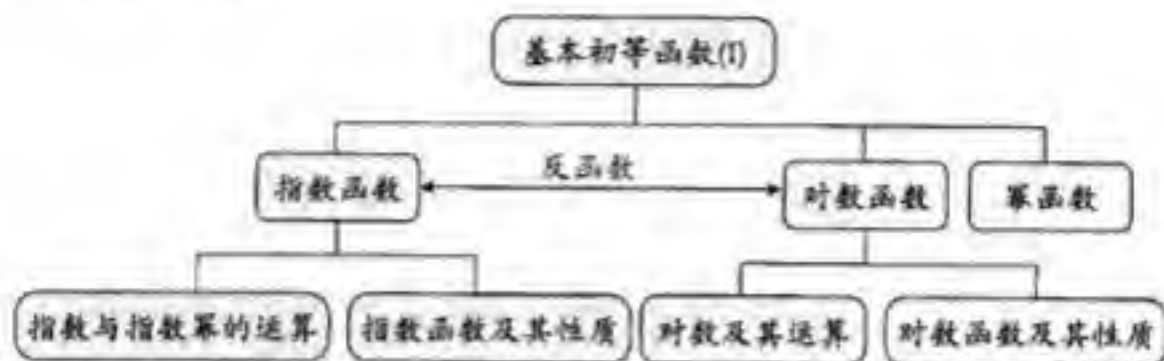 基本初等函数(I)
反函数
指数函数
对数函数
幂函数
指数与指数幂的运算
指数函数及其性质
对数及其运算
对数函数及其性质